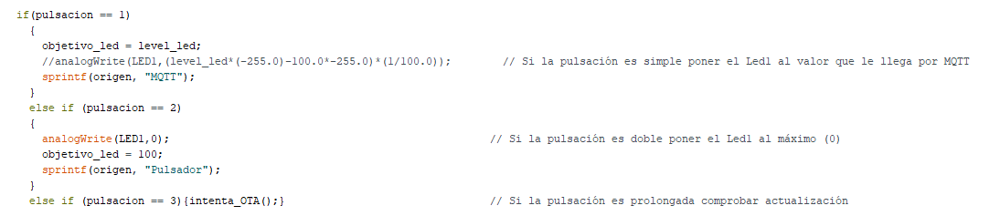 if(pulsacion == 1)
{
objetivo_led = level_led;
//analogWrite(LED1,(level_led*(-255.0)-100.0*-255.0)*(1/100.0)); // Si la pulsación es simple poner el Led1 al valor que le llega por MQTT
sprintf(origen, "MQTT");
}
else if (pulsacion == 2)
{
analogWrite(LED1,0); // Si la pulsación es doble poner el Led1 al máximo (0)
objetivo_led = 100;
sprintf(origen, "Pulsador");
}
else if (pulsacion == 3){intenta_OTA();} // Si la pulsación es prolongada comprobar actualización